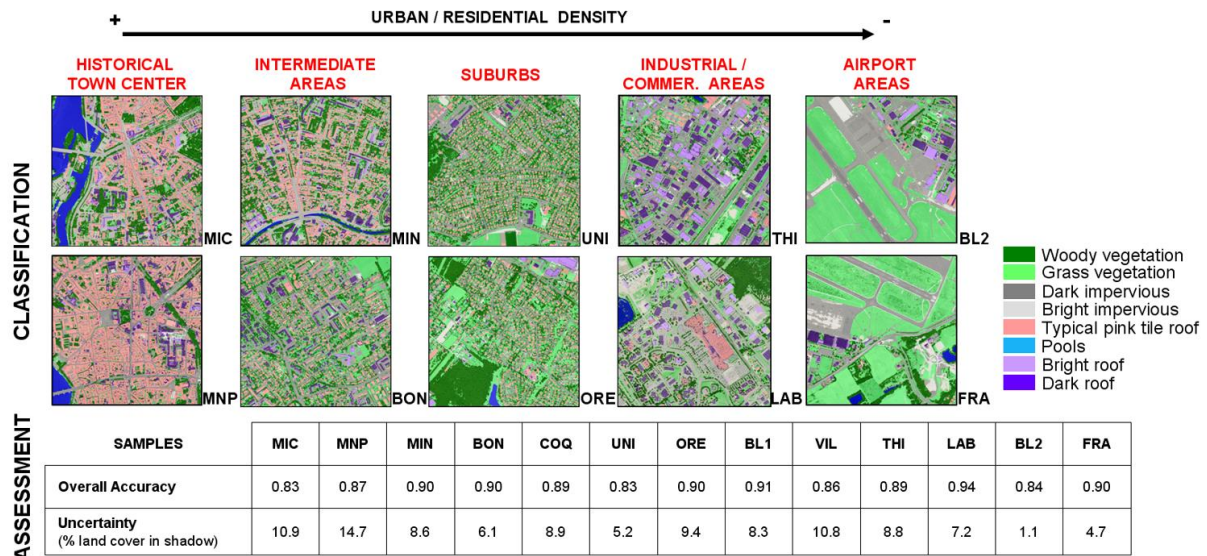 URBAN / RESIDENTIAL DENSITY
+
-
HISTORICAL
TOWN CENTER
INTERMEDIATE
AREAS
SUBURBS
INDUSTRIAL /
COMMER. AREAS
AIRPORT
AREAS
CLASSIFICATION
MIC
MIN
UNI
THI
BL2
MNP
BON
ORE
LAB
FRA
Woody vegetation
Grass vegetation
Dark impervious
Bright impervious
Typical pink tile roof
Pools
Bright roof
Dark roof
ASSESSMENT
SAMPLES MIC MNP MIN BON COQ UNI ORE BL1 VIL THI LAB BL2 FRA
Overall Accuracy 0.83 0.87 0.90 0.90 0.89 0.83 0.90 0.91 0.86 0.89 0.94 0.84 0.90
Uncertainty
(% land cover in shadow) 10.9 14.7 8.6 6.1 8.9 5.2 9.4 8.3 10.8 8.8 7.2 1.1 4.7